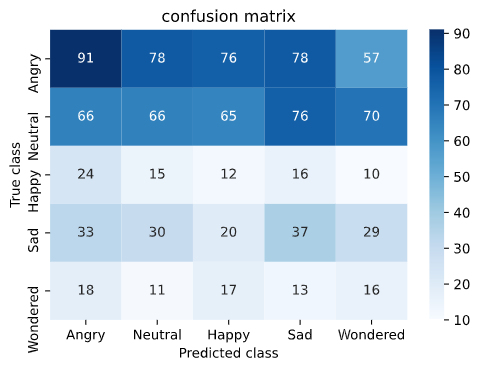 confusion matrix
True class
Angry 91 78 76 78 57
Neutral 66 66 65 76 70
Happy 24 15 12 16 10
Sad 33 30 20 37 29
Wondered 18 11 17 13 16
Angry Neutral Happy Sad Wondered
Predicted class
90
80
70
60
50
40
30
20
10